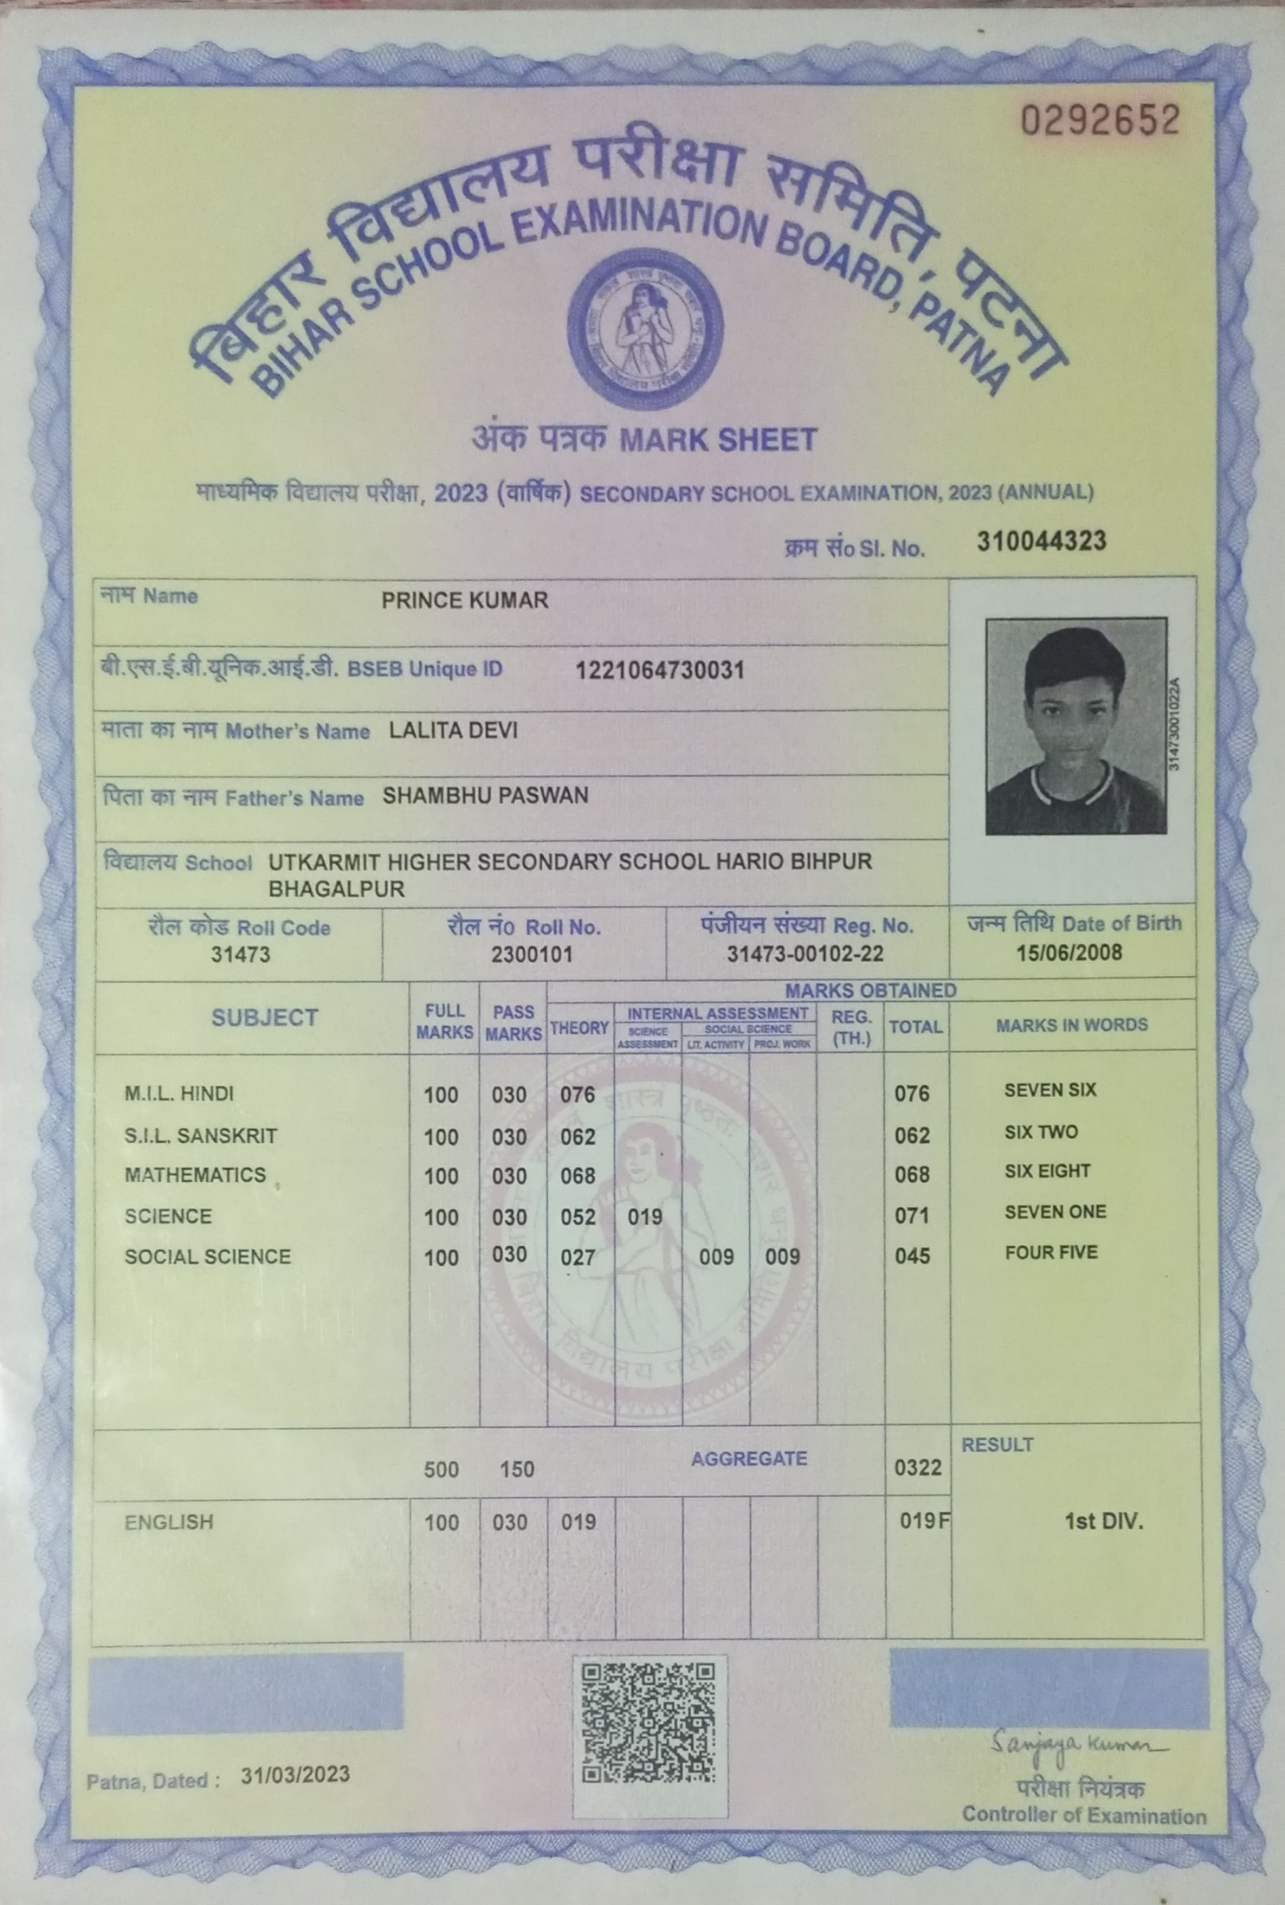 0292652
बिहार विद्यालय परीक्षा समिति, पटना
BIHAR SCHOOL EXAMINATION BOARD, PATNA
अंक पत्रक MARK SHEET
माध्यमिक विद्यालय परीक्षा, 2023 (वार्षिक) SECONDARY SCHOOL EXAMINATION, 2023 (ANNUAL)
क्रम सं० Sl. No. 310044323
नाम Name PRINCE KUMAR
बी.एस.ई.बी.यूनिक.आई.डी. BSEB Unique ID 1221064730031
माता का नाम Mother's Name LALITA DEVI
पिता का नाम Father's Name SHAMBHU PASWAN
31473001022A
विद्यालय School UTKARMIT HIGHER SECONDARY SCHOOL HARIO BIHPUR
BHAGALPUR
रौल कोड Roll Code रौल नं० Roll No. पंजीयन संख्या Reg. No. जन्म तिथि Date of Birth
31473 2300101 31473-00102-22 15/06/2008
MARKS OBTAINED
SUBJECT FULL MARKS PASS MARKS THEORY INTERNAL ASSESSMENT REG. (TH.) TOTAL MARKS IN WORDS
SCIENCE ASSESSMENT SOCIAL SCIENCE
LIT. ACTIVITY PROJ. WORK
M.I.L. HINDI 100 030 076 076 SEVEN SIX
S.I.L. SANSKRIT 100 030 062 062 SIX TWO
MATHEMATICS 100 030 068 068 SIX EIGHT
SCIENCE 100 030 052 019 071 SEVEN ONE
SOCIAL SCIENCE 100 030 027 009 009 045 FOUR FIVE
बिहार विद्यालय परीक्षा समिति
500 150 AGGREGATE 0322 RESULT
ENGLISH 100 030 019 019F 1st DIV.
Sanjaya Kumar
Patna, Dated : 31/03/2023
परीक्षा नियंत्रक
Controller of Examination